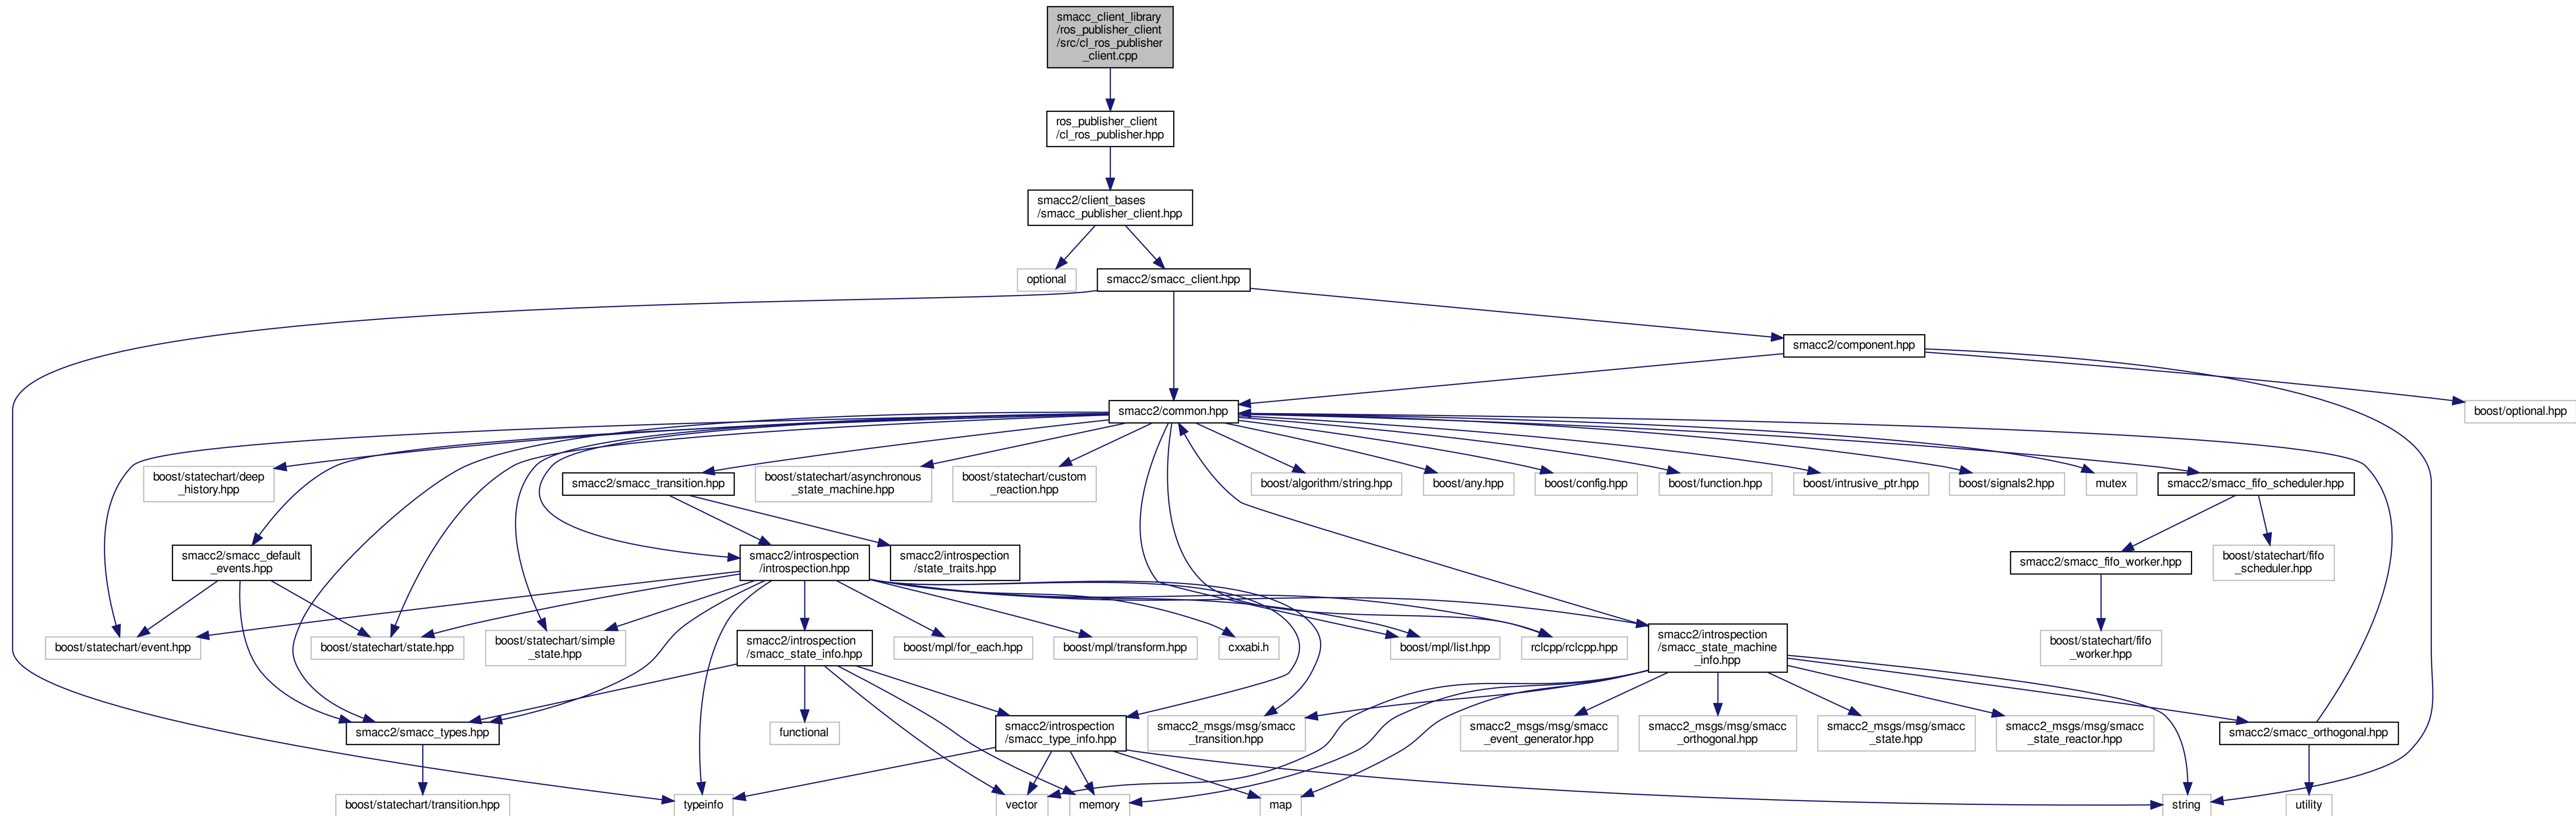 smacc_client_library
/ros_publisher_client
/src/cl_ros_publisher
_client.cpp
ros_publisher_client
/cl_ros_publisher.hpp
smacc2/client_bases
/smacc_publisher_client.hpp
optional
smacc2/smacc_client.hpp
smacc2/component.hpp
smacc2/common.hpp
boost/optional.hpp
boost/statechart/deep
_history.hpp
smacc2/smacc_transition.hpp
boost/statechart/asynchronous
_state_machine.hpp
boost/statechart/custom
_reaction.hpp
boost/algorithm/string.hpp
boost/any.hpp
boost/config.hpp
boost/function.hpp
boost/intrusive_ptr.hpp
boost/signals2.hpp
mutex
smacc2/smacc_fifo_scheduler.hpp
smacc2/smacc_default
_events.hpp
smacc2/introspection
/introspection.hpp
smacc2/introspection
/state_traits.hpp
smacc2/smacc_fifo_worker.hpp
boost/statechart/fifo
_scheduler.hpp
boost/statechart/event.hpp
boost/statechart/state.hpp
boost/statechart/simple
_state.hpp
smacc2/introspection
/smacc_state_info.hpp
boost/mpl/for_each.hpp
boost/mpl/transform.hpp
cxxabi.h
boost/mpl/list.hpp
rclcpp/rclcpp.hpp
smacc2/introspection
/smacc_state_machine
_info.hpp
boost/statechart/fifo
_worker.hpp
smacc2/smacc_types.hpp
functional
smacc2/introspection
/smacc_type_info.hpp
smacc2_msgs/msg/smacc
_transition.hpp
smacc2_msgs/msg/smacc
_event_generator.hpp
smacc2_msgs/msg/smacc
_orthogonal.hpp
smacc2_msgs/msg/smacc
_state.hpp
smacc2_msgs/msg/smacc
_state_reactor.hpp
smacc2/smacc_orthogonal.hpp
boost/statechart/transition.hpp
typeinfo
vector
memory
map
string
utility